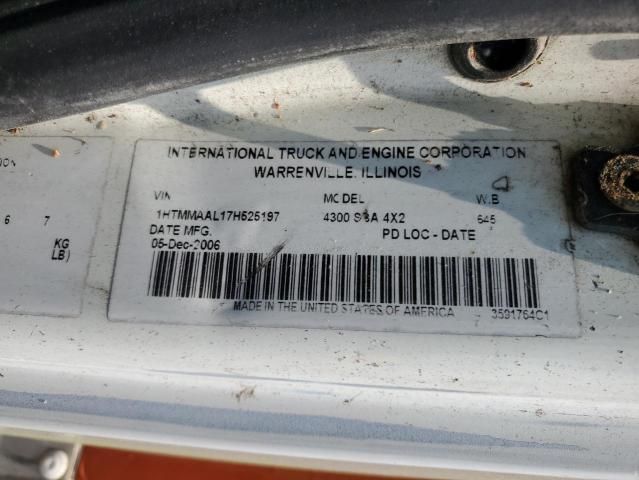 INTERNATIONAL TRUCK AND ENGINE CORPORATION
WARRENVILLE, ILLINOIS
VIN MODEL W.B
1HTMMAAL17H525197 4300 SBA 4X2 645
DATE MFG. PD LOC - DATE
05-Dec-2006
MADE IN THE UNITED STATES OF AMERICA 3591764C1
6 7
KG
LB)